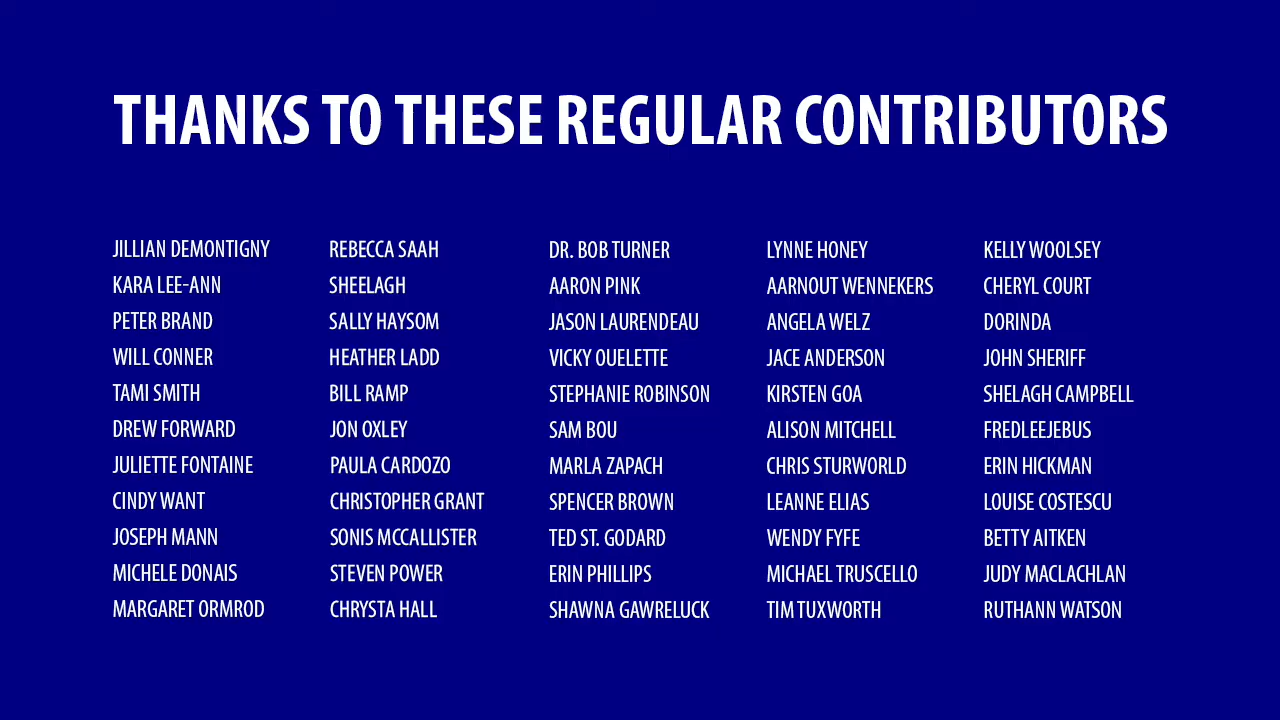 THANKS TO THESE REGULAR CONTRIBUTORS
JILLIAN DEMONTIGNY
KARA LEE-ANN
PETER BRAND
WILL CONNER
TAMI SMITH
DREW FORWARD
JULIETTE FONTAINE
CINDY WANT
JOSEPH MANN
MICHELE DONAIS
MARGARET ORMROD
REBECCA SAAH
SHEELAGH
SALLY HAYSOM
HEATHER LADD
BILL RAMP
JON OXLEY
PAULA CARDOZO
CHRISTOPHER GRANT
SONIS MCCALLISTER
STEVEN POWER
CHRYSTA HALL
DR. BOB TURNER
AARON PINK
JASON LAURENDEAU
VICKY OUELETTE
STEPHANIE ROBINSON
SAM BOU
MARLA ZAPACH
SPENCER BROWN
TED ST. GODARD
ERIN PHILLIPS
SHAWNA GAWRELUCK
LYNNE HONEY
AARNOUT WENNEKERS
ANGELA WELZ
JACE ANDERSON
KIRSTEN GOA
ALISON MITCHELL
CHRIS STURWORLD
LEANNE ELIAS
WENDY FYFE
MICHAEL TRUSCELLO
TIM TUXWORTH
KELLY WOOLSEY
CHERYL COURT
DORINDA
JOHN SHERIFF
SHELAGH CAMPBELL
FREDLEEJEBUS
ERIN HICKMAN
LOUISE COSTESCU
BETTY AITKEN
JUDY MACLACHLAN
RUTHANN WATSON